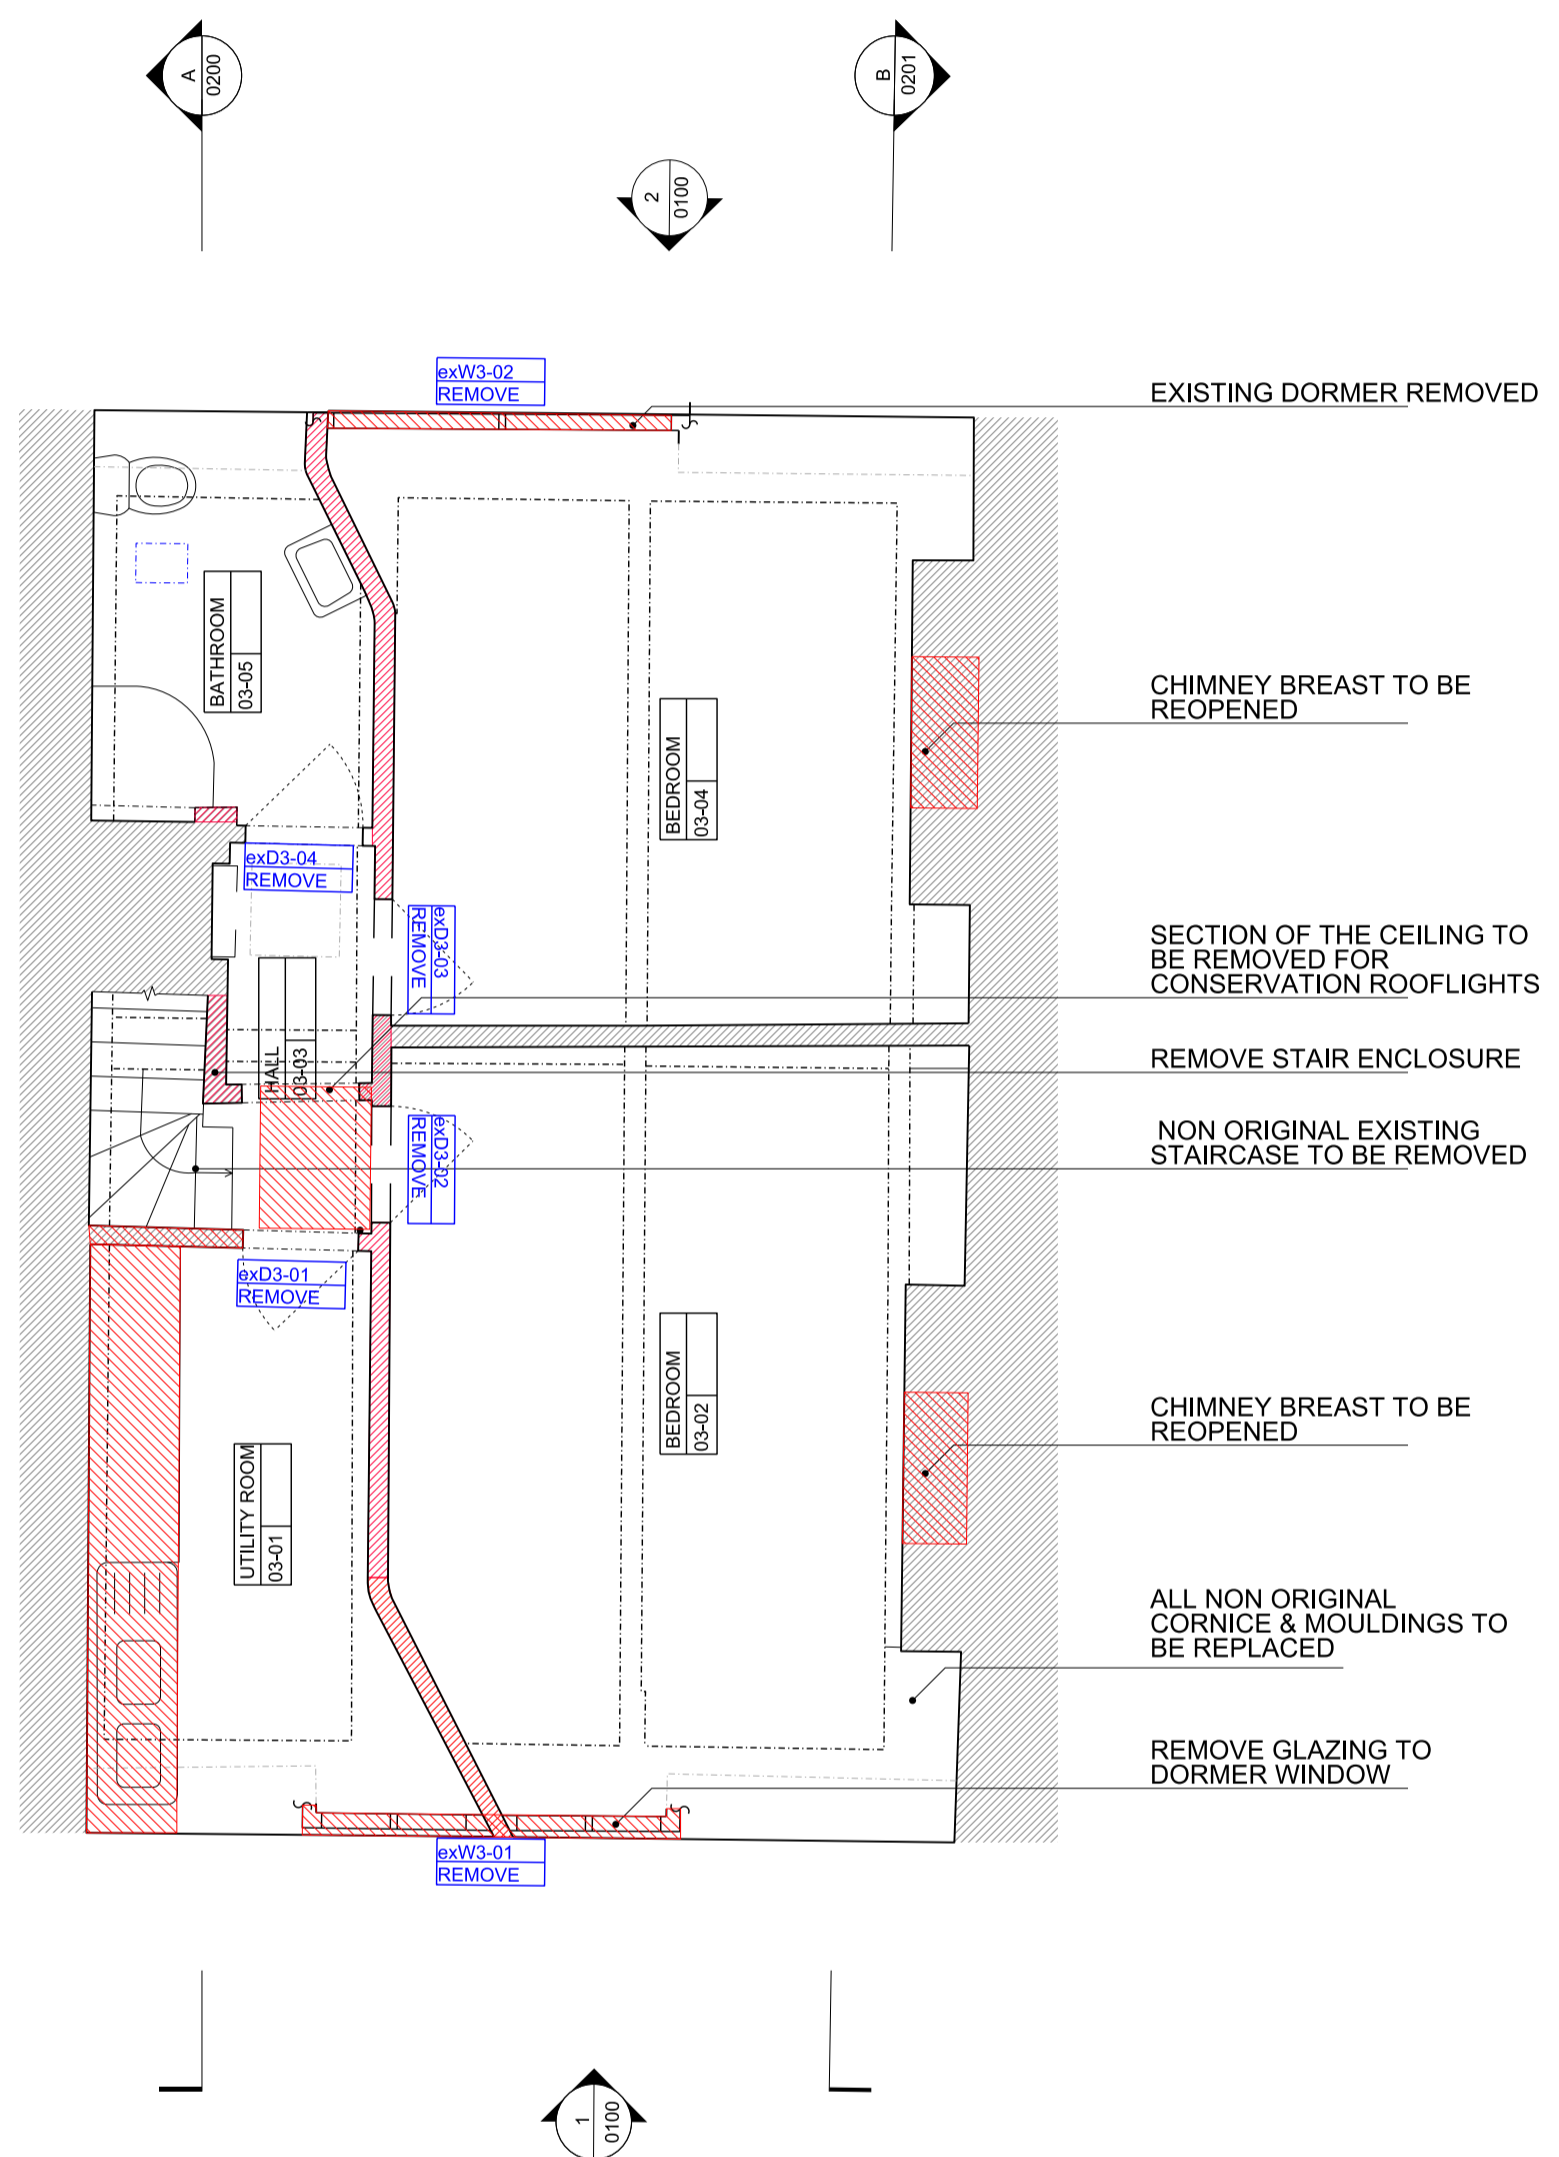 A
0200
B
0201
2
0100
exW3-02
REMOVE
EXISTING DORMER REMOVED
BATHROOM
03-05
CHIMNEY BREAST TO BE
REOPENED
BEDROOM
03-04
exD3-04
REMOVE
exD3-03
REMOVE
SECTION OF THE CEILING TO
BE REMOVED FOR
CONSERVATION ROOFLIGHTS
HALL
03-03
REMOVE STAIR ENCLOSURE
exD3-02
REMOVE
NON ORIGINAL EXISTING
STAIRCASE TO BE REMOVED
exD3-01
REMOVE
BEDROOM
03-02
CHIMNEY BREAST TO BE
REOPENED
UTILITY ROOM
03-01
ALL NON ORIGINAL
CORNICE & MOULDINGS TO
BE REPLACED
REMOVE GLAZING TO
DORMER WINDOW
exW3-01
REMOVE
1
0100